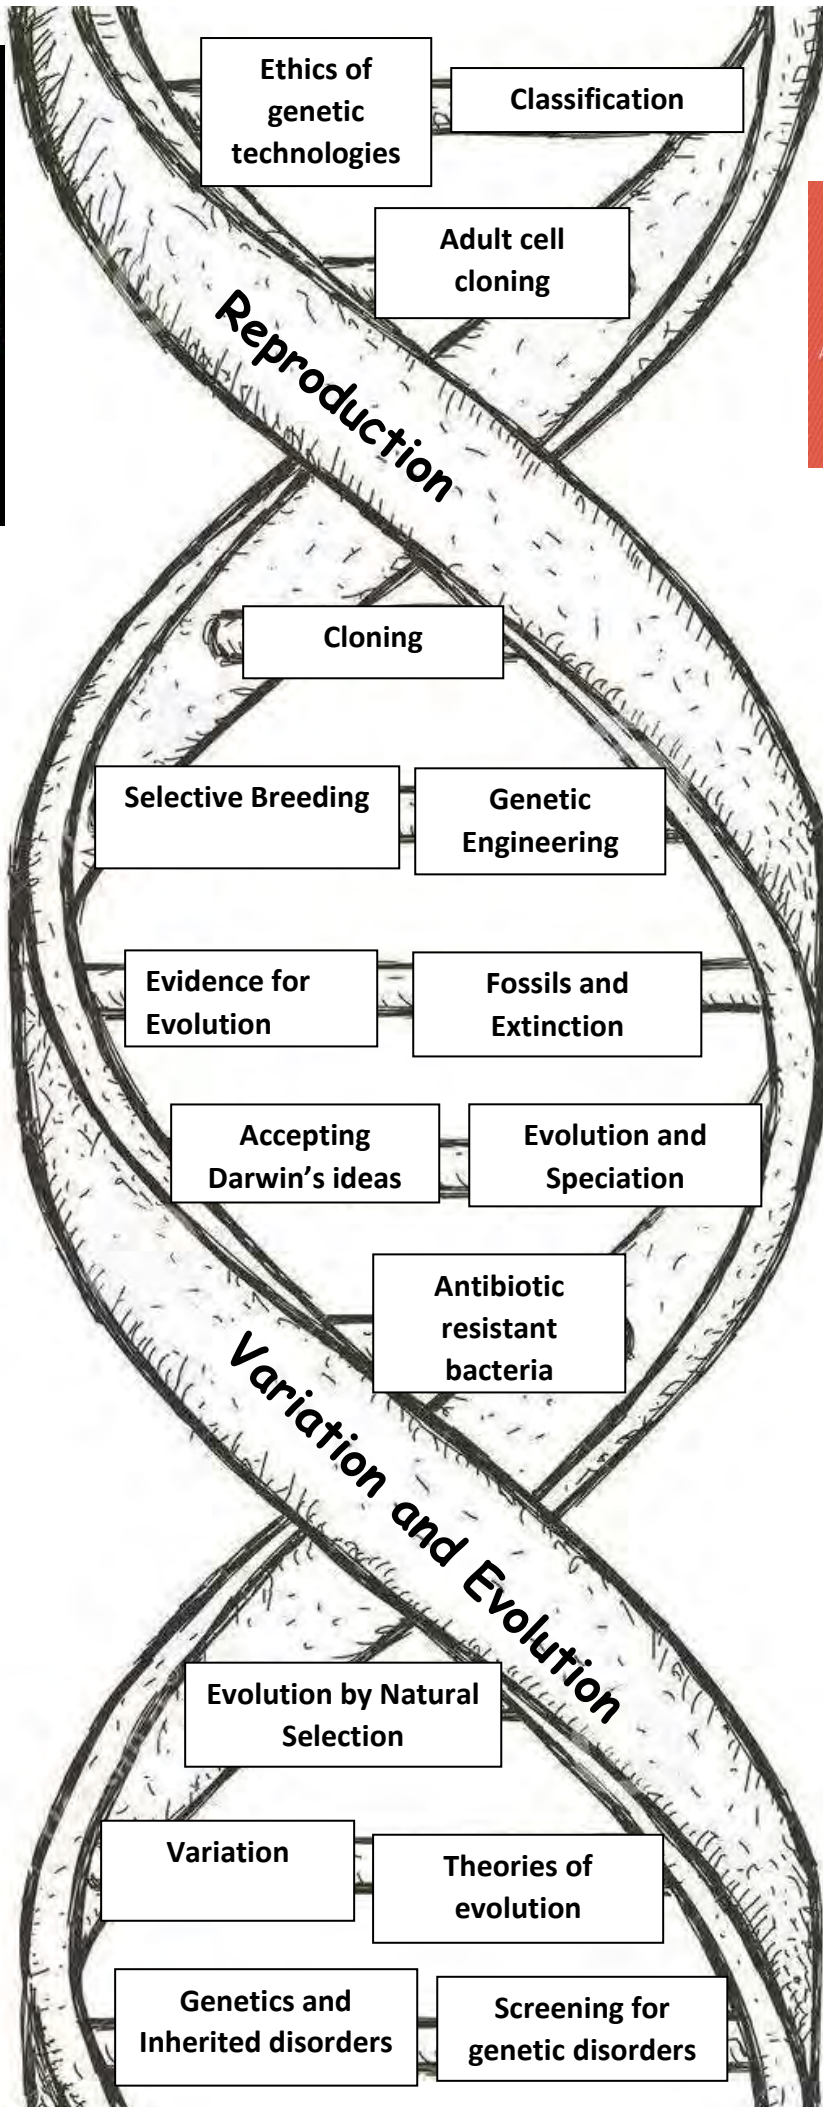 Ethics of
genetic
technologies
Classification
Adult cell
cloning
Reproduction
Cloning
Selective Breeding
Genetic
Engineering
Evidence for
Evolution
Fossils and
Extinction
Accepting
Darwin’s ideas
Evolution and
Speciation
Antibiotic
resistant
bacteria
Variation and Evolution
Evolution by Natural
Selection
Variation
Theories of
evolution
Genetics and
Inherited disorders
Screening for
genetic disorders